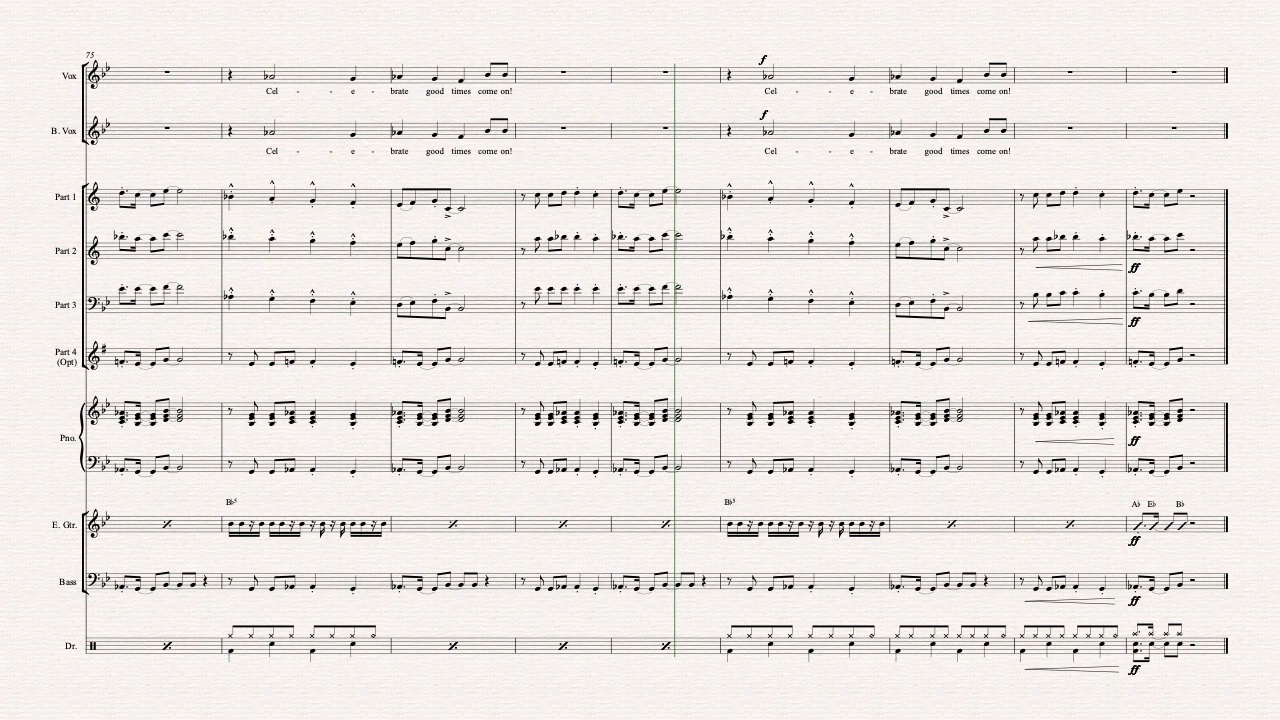 75
Vox
f
Cel - - e - brate good times come on! Cel - - e - brate good times come on!
B. Vox
f
Cel - - e - brate good times come on! Cel - - e - brate good times come on!
Part 1
Part 2
ff
Part 3
ff
Part 4
(Opt)
Pno.
ff
B♭5 B♭5 A♭ E♭ B♭
E. Gtr.
ff
Bass
ff
Dr.
ff